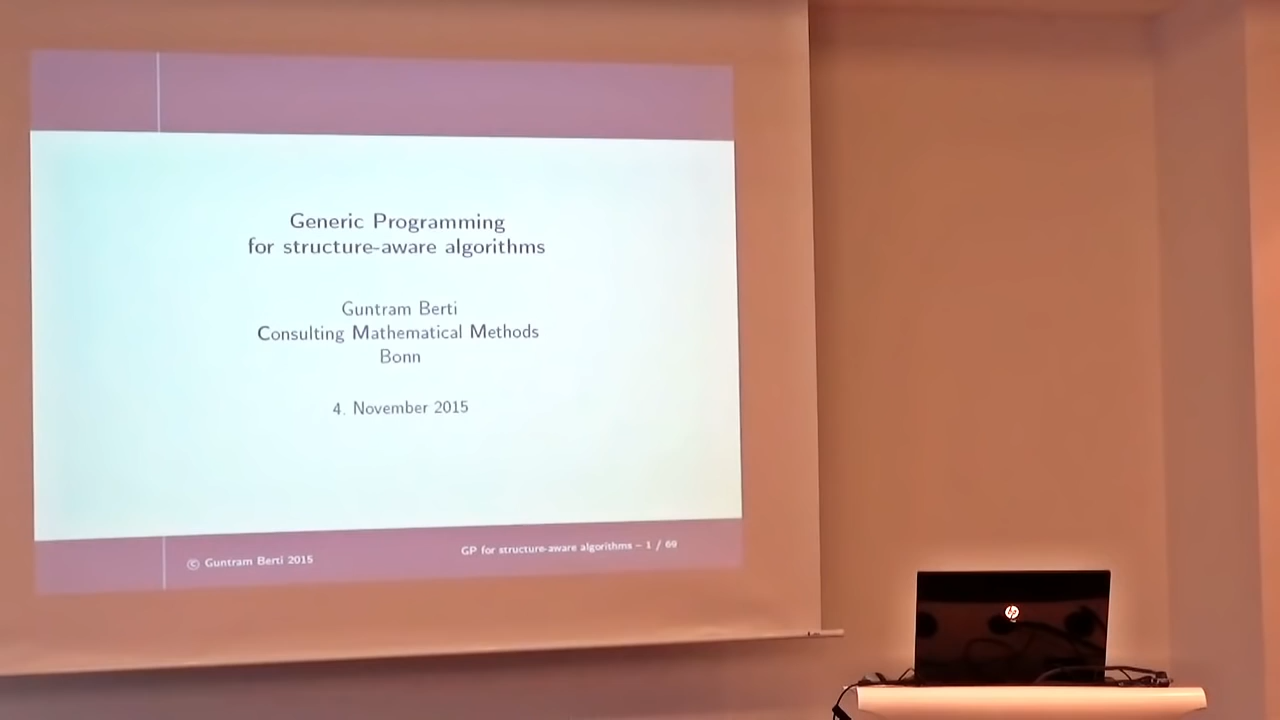 Generic Programming
for structure-aware algorithms
Guntram Berti
Consulting Mathematical Methods
Bonn
4. November 2015
© Guntram Berti 2015
GP for structure-aware algorithms – 1 / 69
hp